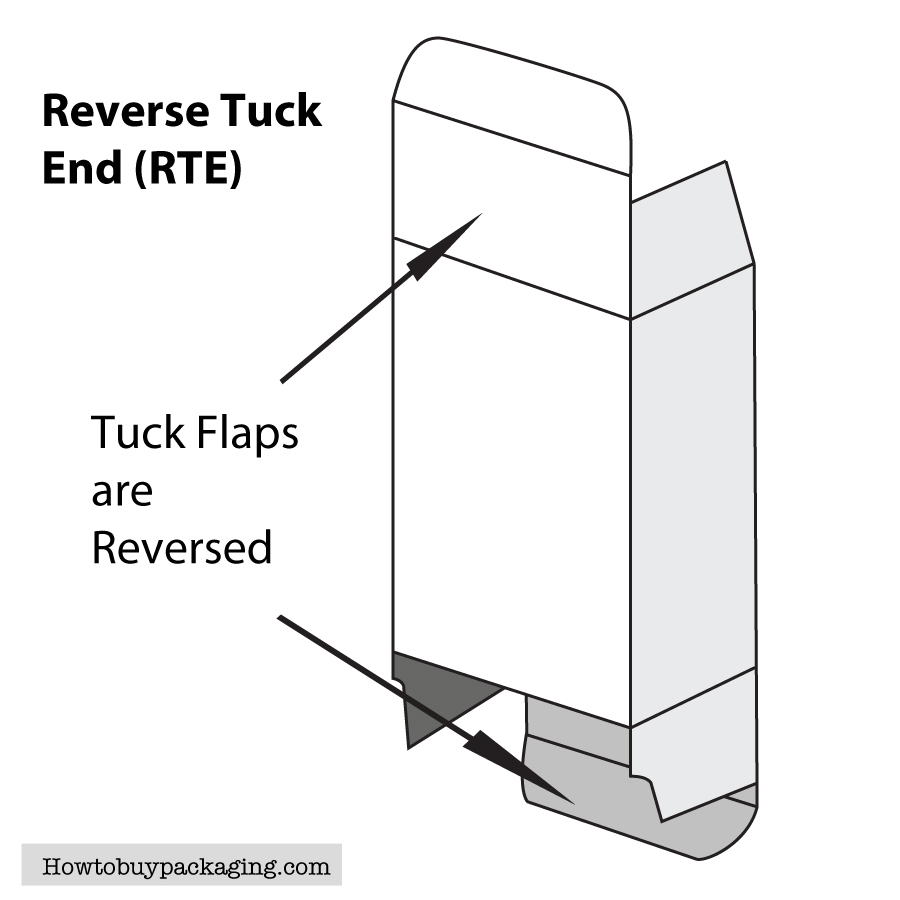 Reverse Tuck
End (RTE)
Tuck Flaps
are
Reversed
Howtobuypackaging.com